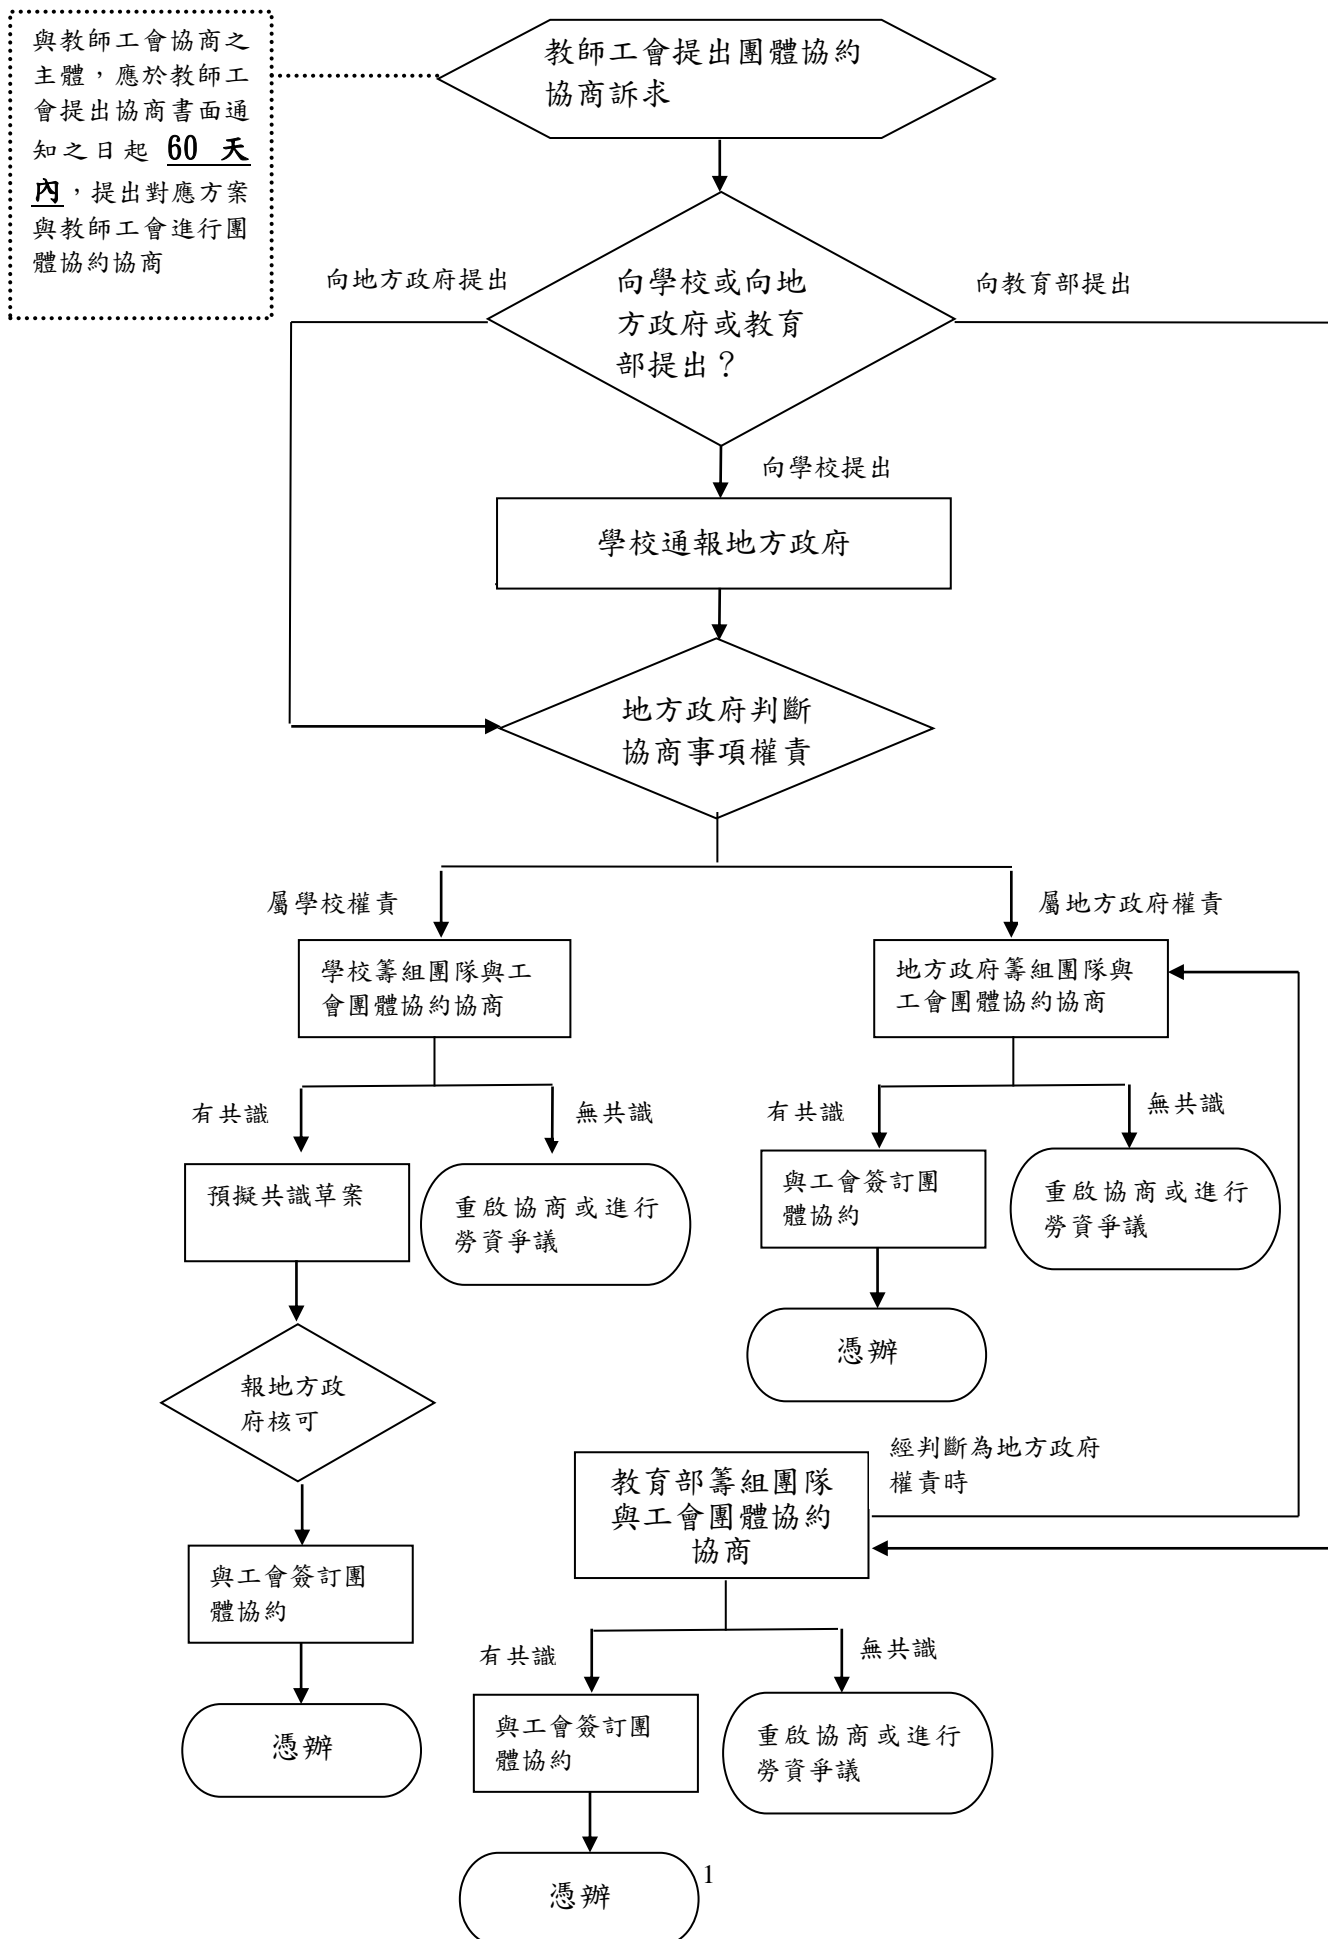 與教師工會協商之
主體，應於教師工
會提出協商書面通
知之日起 60 天
內，提出對應方案
與教師工會進行團
體協約協商
教師工會提出團體協約
協商訴求
向地方政府提出
向學校或向地
方政府或教育
部提出？
向教育部提出
向學校提出
學校通報地方政府
地方政府判斷
協商事項權責
屬學校權責
屬地方政府權責
學校籌組團隊與工
會團體協約協商
地方政府籌組團隊與
工會團體協約協商
有共識
無共識
有共識
無共識
預擬共識草案
重啟協商或進行
勞資爭議
與工會簽訂團
體協約
重啟協商或進行
勞資爭議
憑辦
報地方政
府核可
經判斷為地方政府
權責時
教育部籌組團隊
與工會團體協約
協商
與工會簽訂團
體協約
有共識
無共識
憑辦
與工會簽訂團
體協約
重啟協商或進行
勞資爭議
憑辦
1